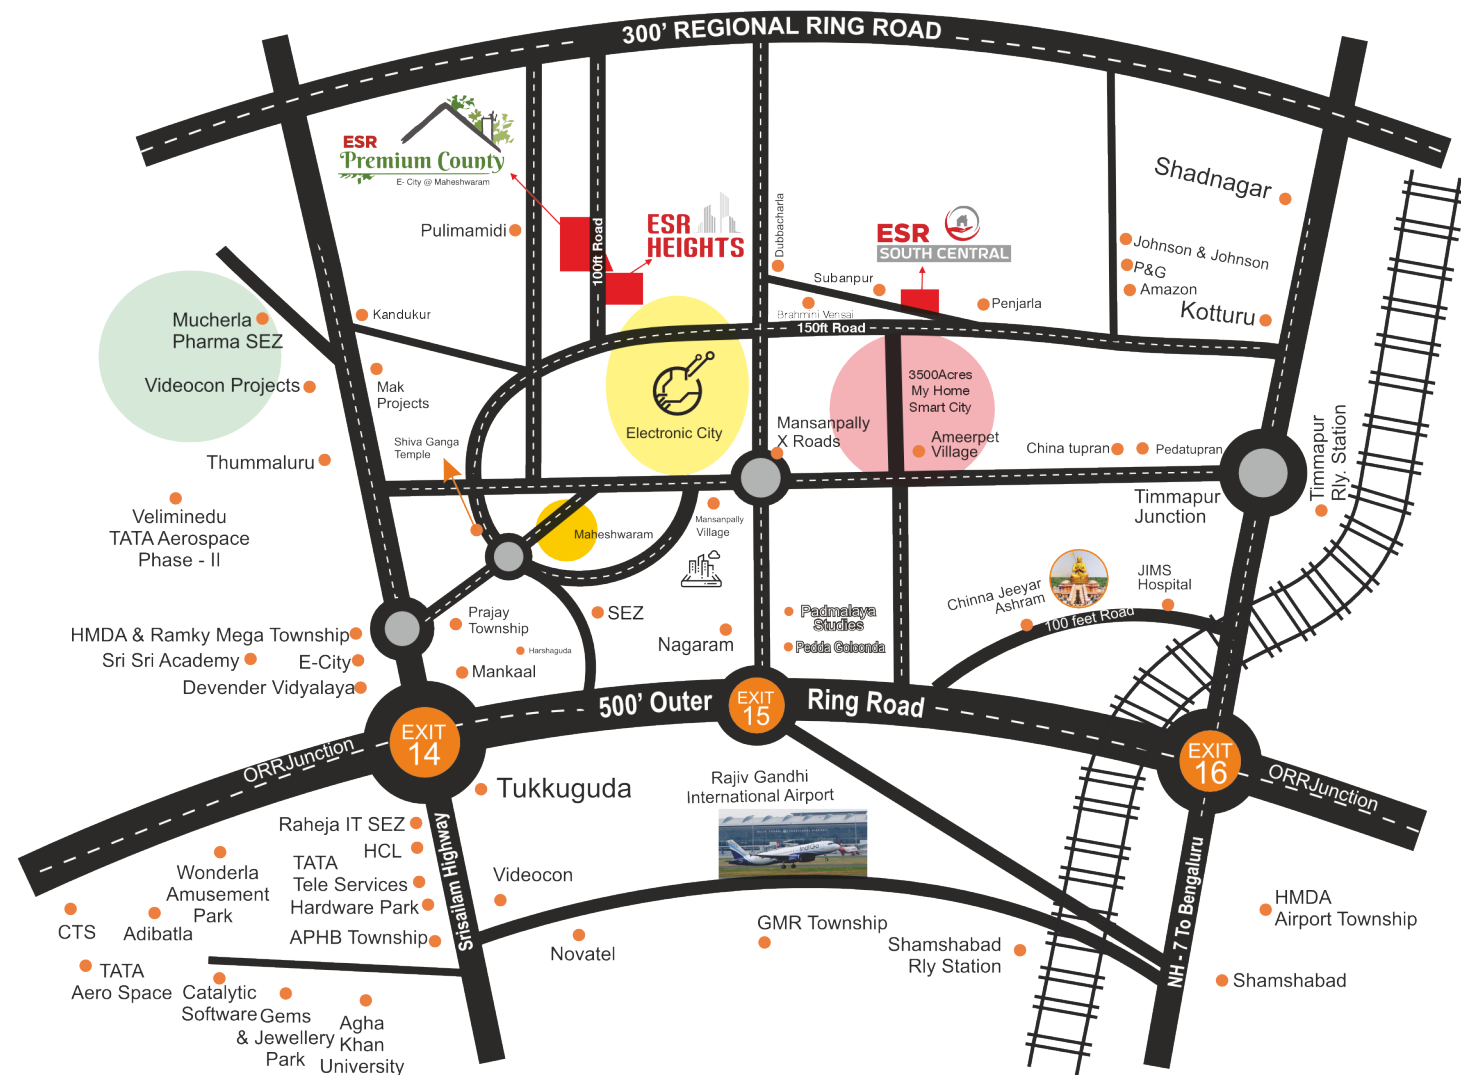 300' REGIONAL RING ROAD
ESR
Premium County
E- City @ Maheshwaram
Pulimamidi
100ft Road
ESR
HEIGHTS
Dubbacharla
ESR
SOUTH CENTRAL
Subanpur
Brahmini Vensai
Penjarla
150ft Road
Shadnagar
Johnson & Johnson
P&G
Amazon
Kotturu
Mucherla
Pharma SEZ
Kandukur
Videocon Projects
Mak
Projects
Shiva Ganga
Temple
Electronic City
3500Acres
My Home
Smart City
Mansanpally
X Roads
Ameerpet
Village
China tupran
Pedatupran
Timmapur
Rly. Station
Thummaluru
Timmapur
Junction
Veliminedu
TATA Aerospace
Phase - II
Maheshwaram
Mansanpally
Village
Chinna Jeeyar
Ashram
JIMS
Hospital
100 feet Road
SEZ
Padmalaya
Studies
Pedda Golconda
Nagaram
Prajay
Township
Harshaguda
Mankaal
HMDA & Ramky Mega Township
Sri Sri Academy
E-City
Devender Vidyalaya
500' Outer
EXIT
15
Ring Road
EXIT
14
EXIT
16
ORRJunction
ORRJunction
Tukkuguda
Rajiv Gandhi
International Airport
IndiGo
Srisailam Highway
Raheja IT SEZ
HCL
TATA
Tele Services
Hardware Park
APHB Township
Wonderla
Amusement
Park
CTS
Adibatla
TATA
Aero Space
Catalytic
Software
Gems
& Jewellery
Park
Agha
Khan
University
Videocon
Novatel
GMR Township
Shamshabad
Rly Station
NH - 7 To Bengaluru
HMDA
Airport Township
Shamshabad